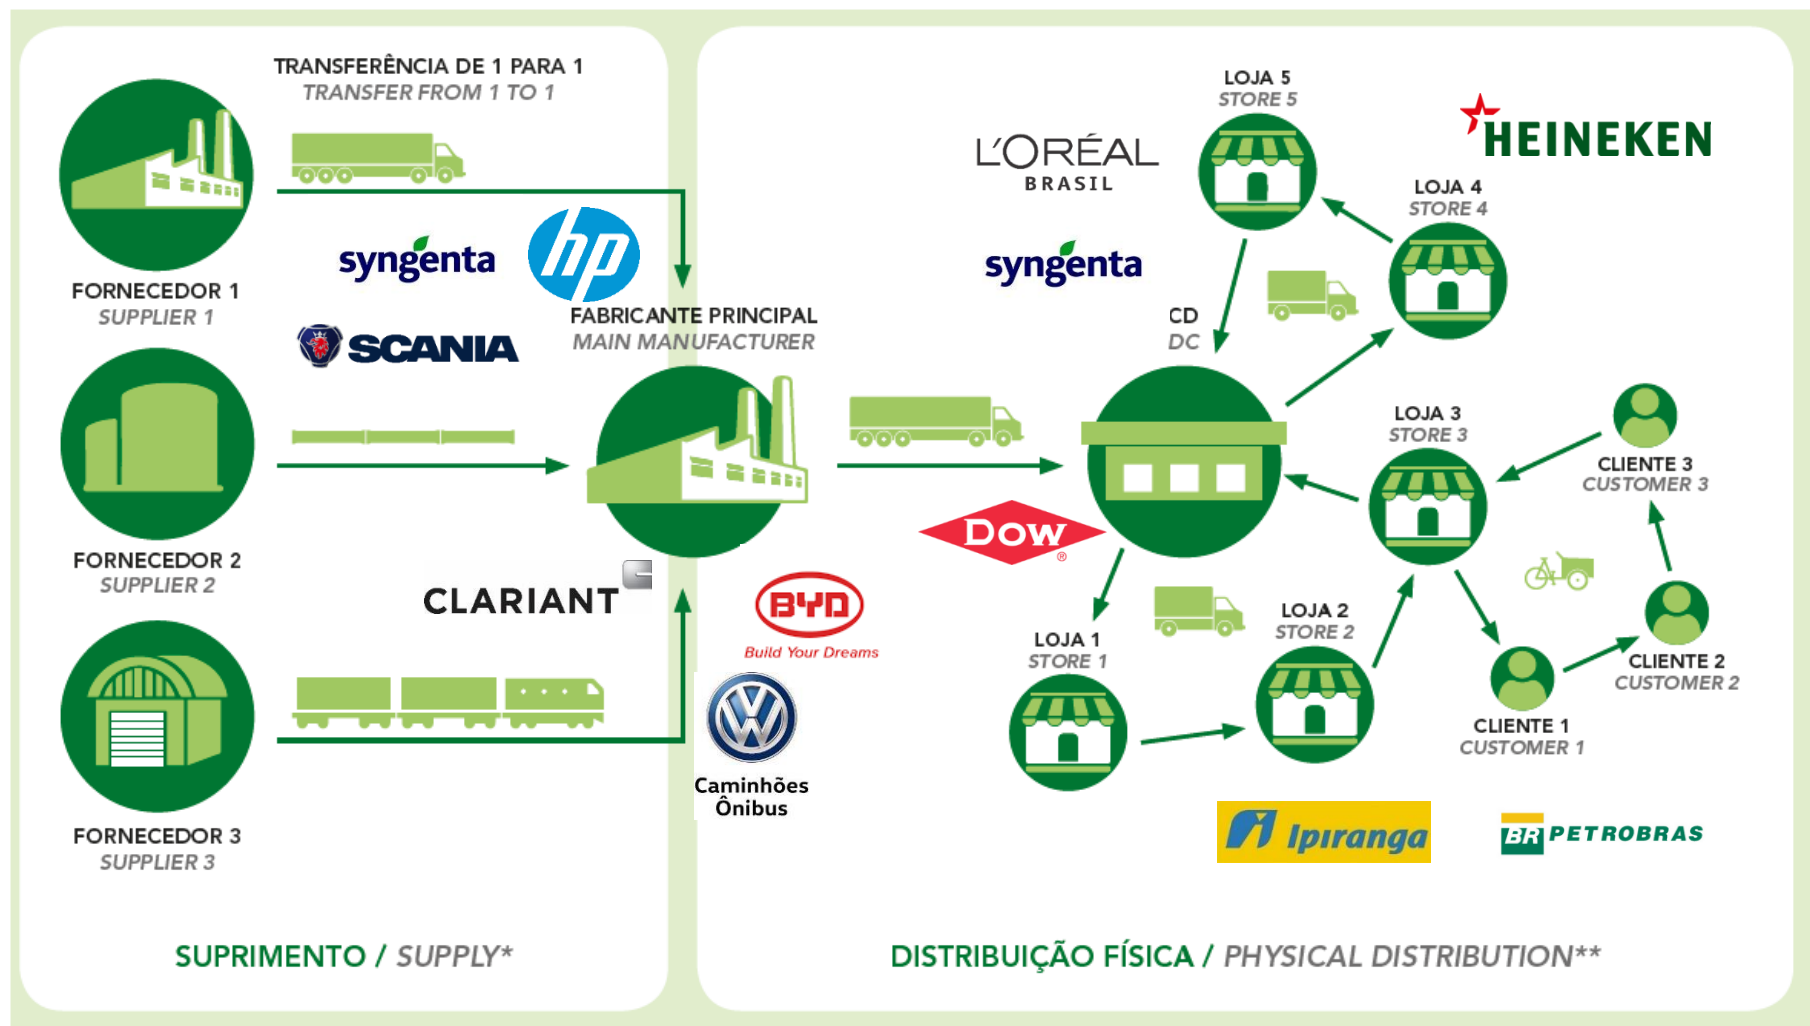 TRANSFERÊNCIA DE 1 PARA 1
TRANSFER FROM 1 TO 1
FORNECEDOR 1
SUPPLIER 1
syngenta
hp
SCANIA
FABRICANTE PRINCIPAL
MAIN MANUFACTURER
FORNECEDOR 2
SUPPLIER 2
CLARIANT
FORNECEDOR 3
SUPPLIER 3
BYD
Build Your Dreams
Caminhões
Ônibus
SUPRIMENTO / SUPPLY*
LOJA 5
STORE 5
L'ORÉAL
BRASIL
HEINEKEN
LOJA 4
STORE 4
syngenta
CD
DC
LOJA 3
STORE 3
CLIENTE 3
CUSTOMER 3
Dow®
LOJA 2
STORE 2
LOJA 1
STORE 1
CLIENTE 2
CUSTOMER 2
CLIENTE 1
CUSTOMER 1
Ipiranga
BR PETROBRAS
DISTRIBUIÇÃO FÍSICA / PHYSICAL DISTRIBUTION**